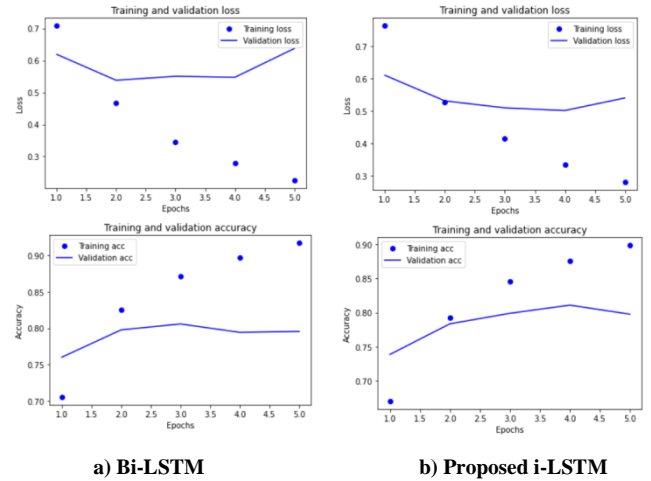 Training and validation loss
Training loss
Validation loss
Loss
0.7
0.6
0.5
0.4
0.3
1.0 1.5 2.0 2.5 3.0 3.5 4.0 4.5 5.0
Epochs
Training and validation loss
Training loss
Validation loss
Loss
0.7
0.6
0.5
0.4
0.3
1.0 1.5 2.0 2.5 3.0 3.5 4.0 4.5 5.0
Epochs
Training and validation accuracy
Training acc
Validation acc
Accuracy
0.90
0.85
0.80
0.75
0.70
1.0 1.5 2.0 2.5 3.0 3.5 4.0 4.5 5.0
Epochs
Training and validation accuracy
Training acc
Validation acc
Accuracy
0.90
0.85
0.80
0.75
0.70
1.0 1.5 2.0 2.5 3.0 3.5 4.0 4.5 5.0
Epochs
a) Bi-LSTM
b) Proposed i-LSTM